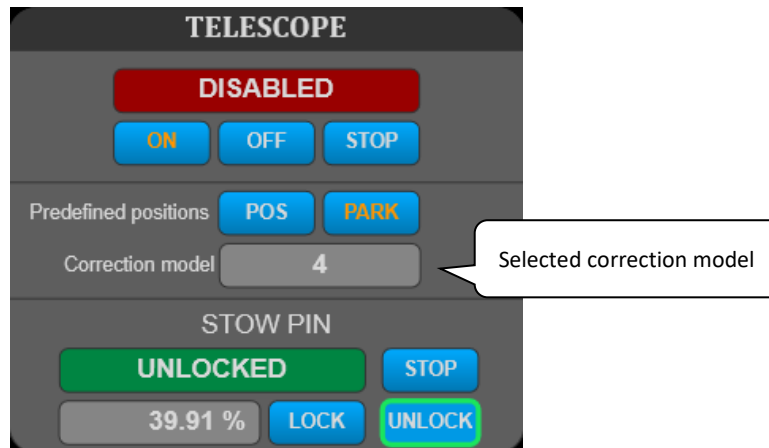 TELESCOPE
DISABLED
ON OFF STOP
Predefined positions POS PARK
Correction model 4
Selected correction model
STOW PIN
UNLOCKED STOP
39.91 % LOCK UNLOCK